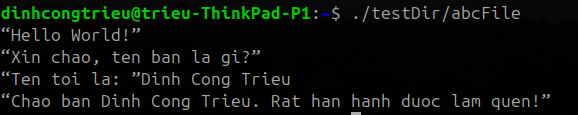 dinhcongtrieu@trieu-ThinkPad-P1:~$ ./testDir/abcFile
“Hello World!”
“Xin chao, ten ban la gi?”
“Ten toi la: ”Dinh Cong Trieu
“Chao ban Dinh Cong Trieu. Rat han hanh duoc lam quen!”